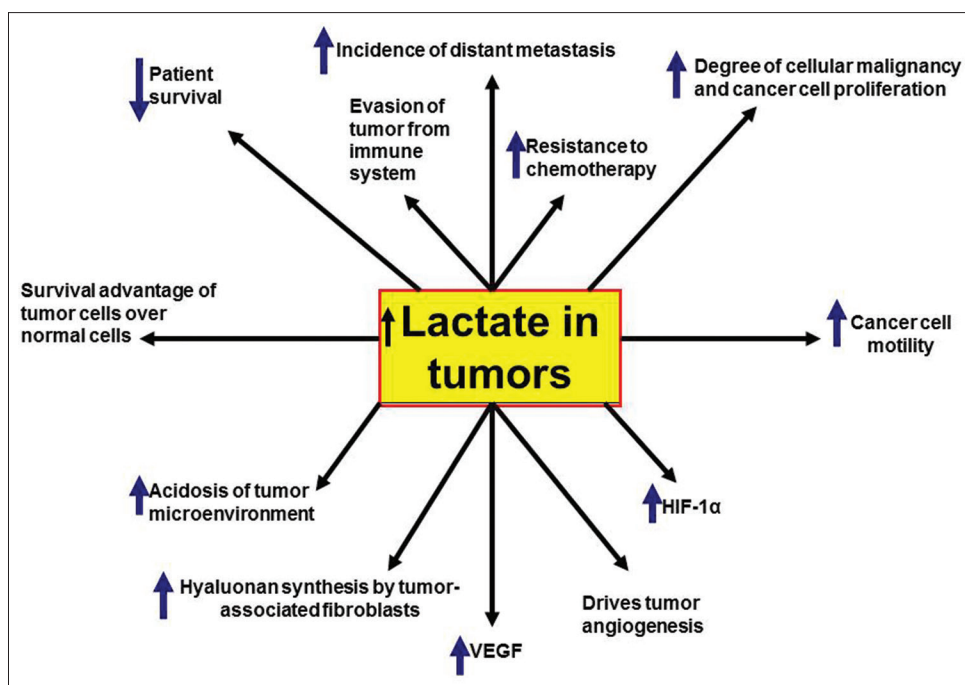 Incidence of distant metastasis
Patient
survival
Degree of cellular malignancy
and cancer cell proliferation
Evasion of
tumor from
immune
system
Resistance to
chemotherapy
Survival advantage of
tumor cells over
normal cells
Lactate in
tumors
Cancer cell
motility
Acidosis of tumor
microenvironment
HIF-1α
Hyaluonan synthesis by tumor-
associated fibroblasts
Drives tumor
angiogenesis
VEGF